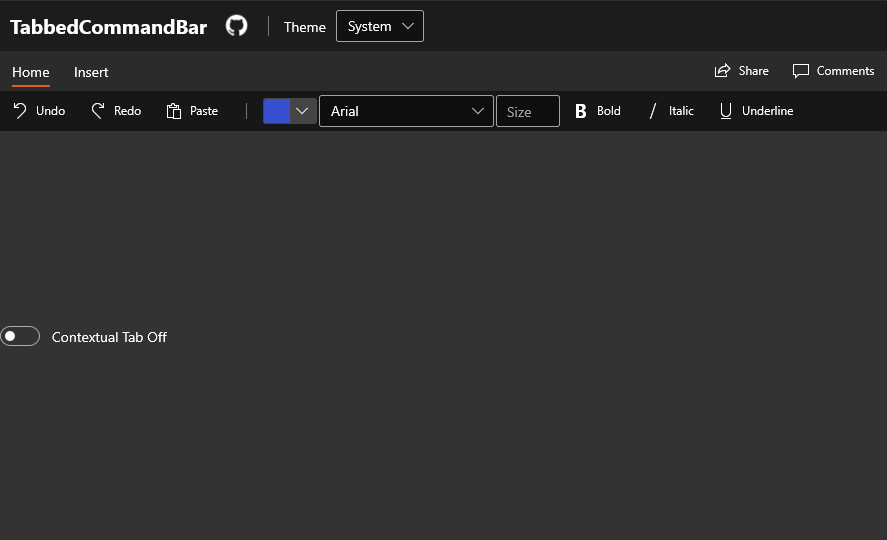 TabbedCommandBar Theme System
Home Insert Share Comments
Undo Redo Paste Arial Size B Bold I Italic U Underline
Contextual Tab Off